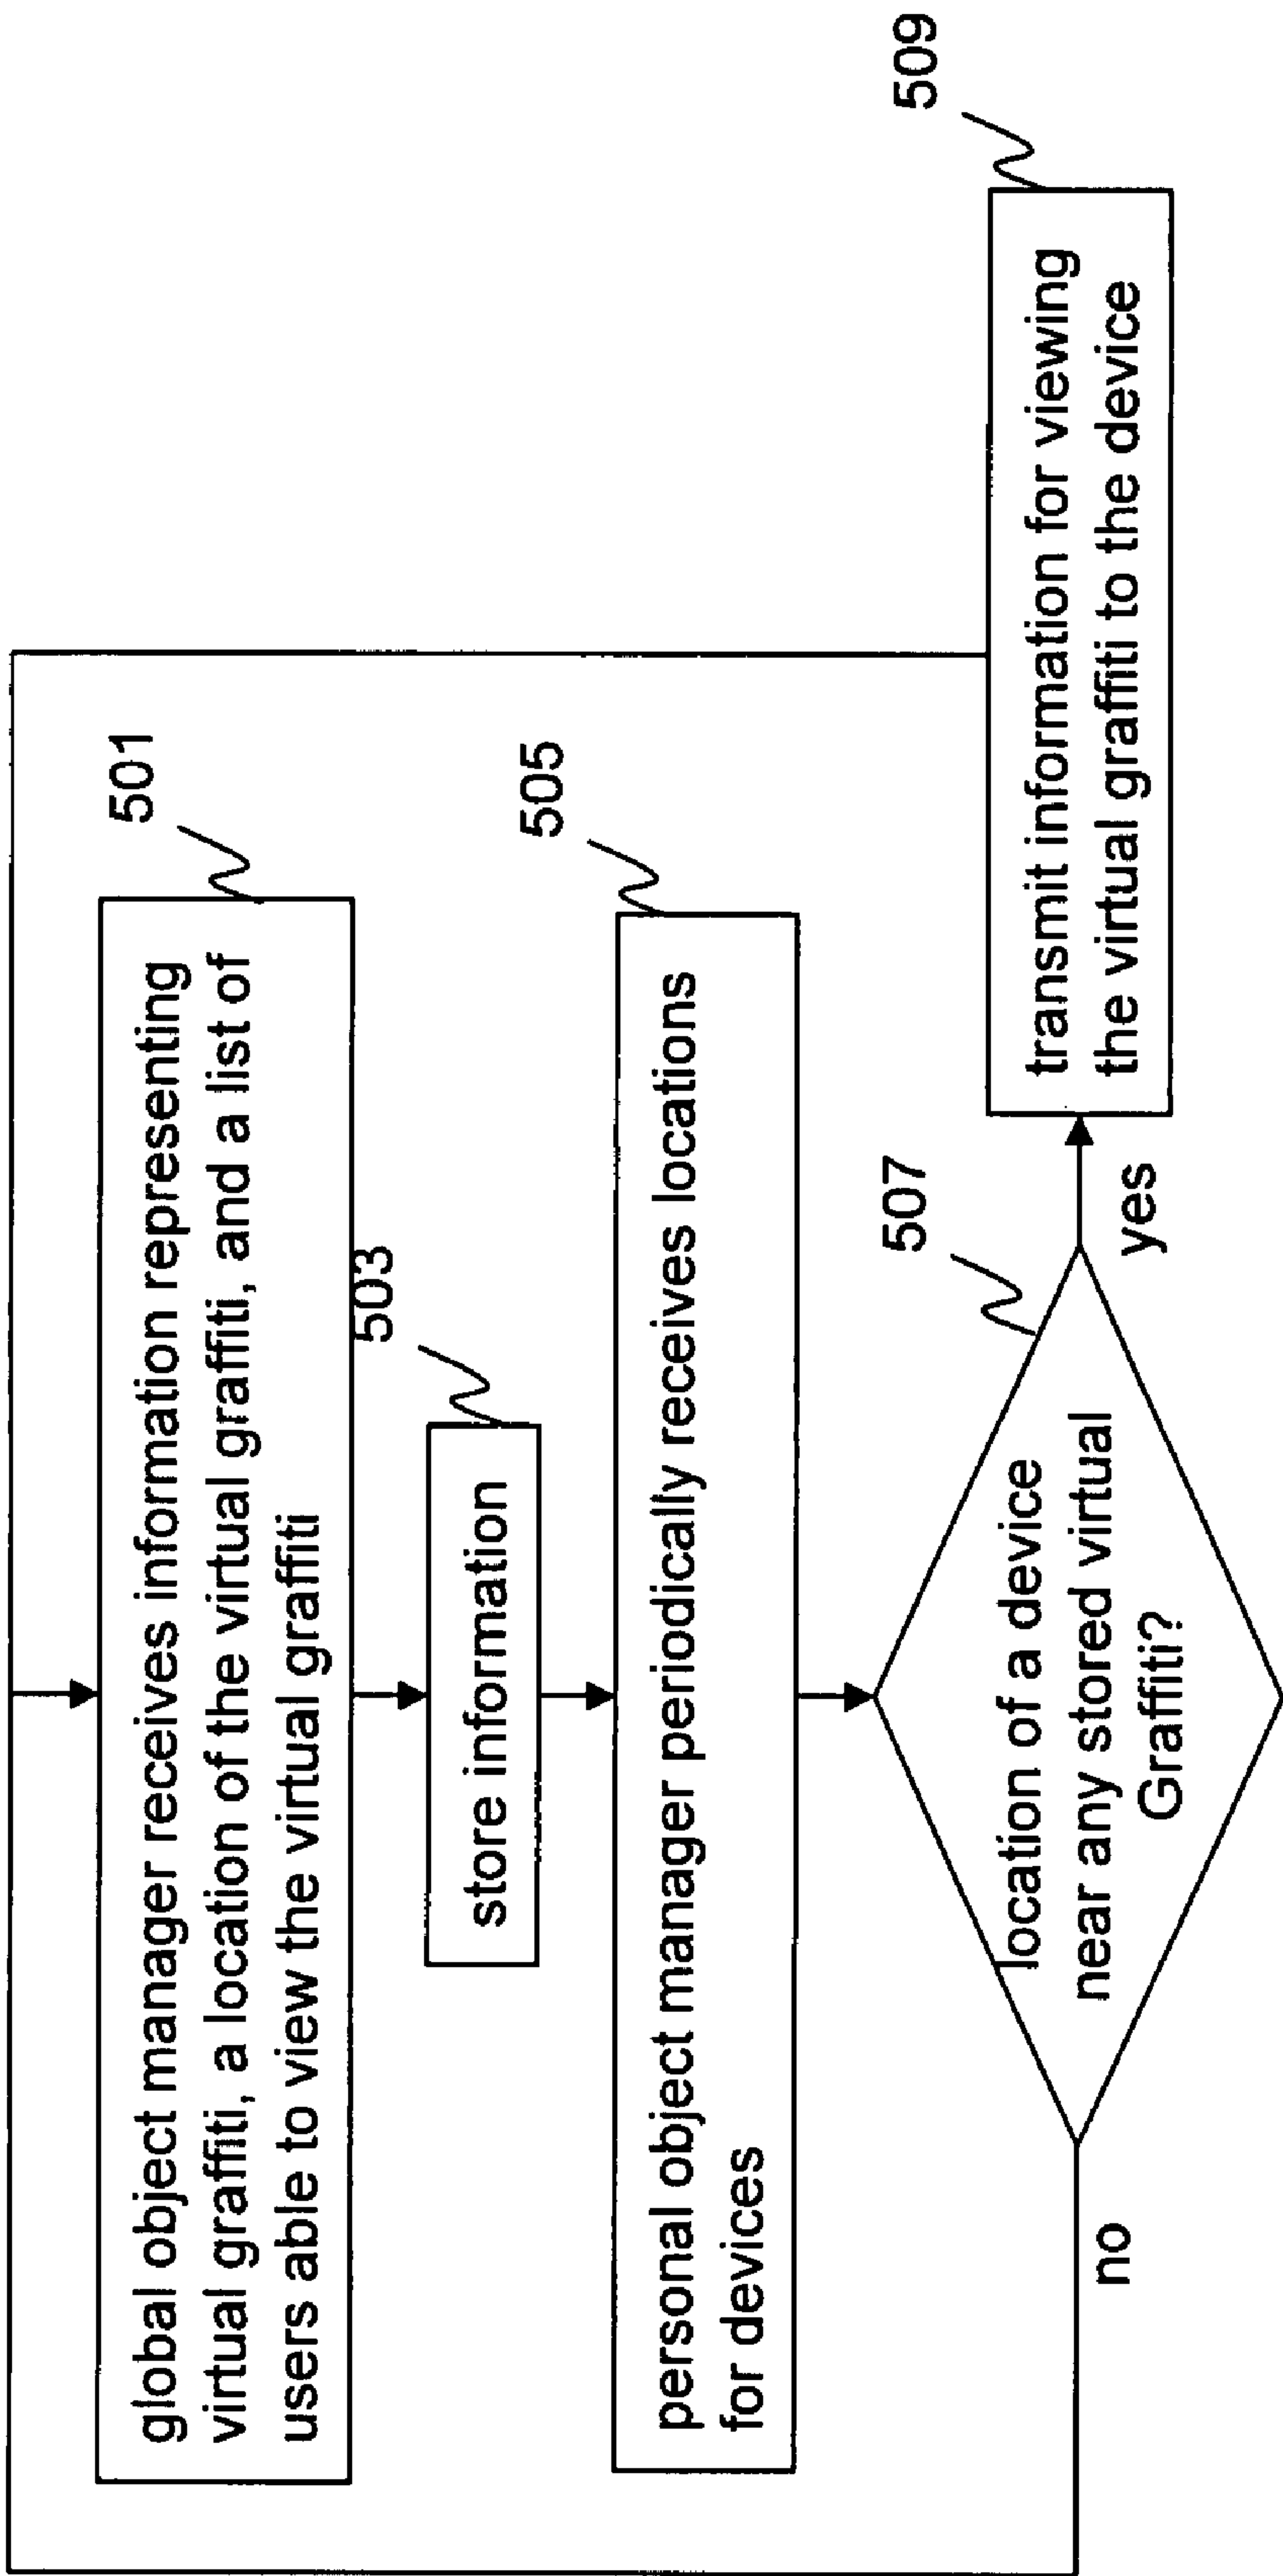 501
global object manager receives information representing
virtual graffiti, a location of the virtual graffiti, and a list of
users able to view the virtual graffiti
503
store information
505
personal object manager periodically receives locations
for devices
507
location of a device
near any stored virtual
Graffiti?
no
yes
509
transmit information for viewing
the virtual graffiti to the device